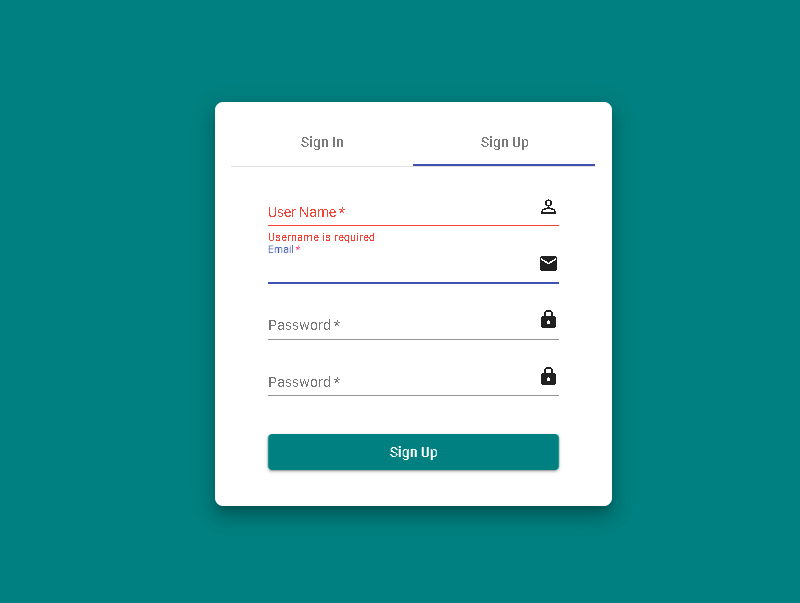 Sign In
Sign Up
User Name *
Username is required
Email *
Password *
Password *
Sign Up